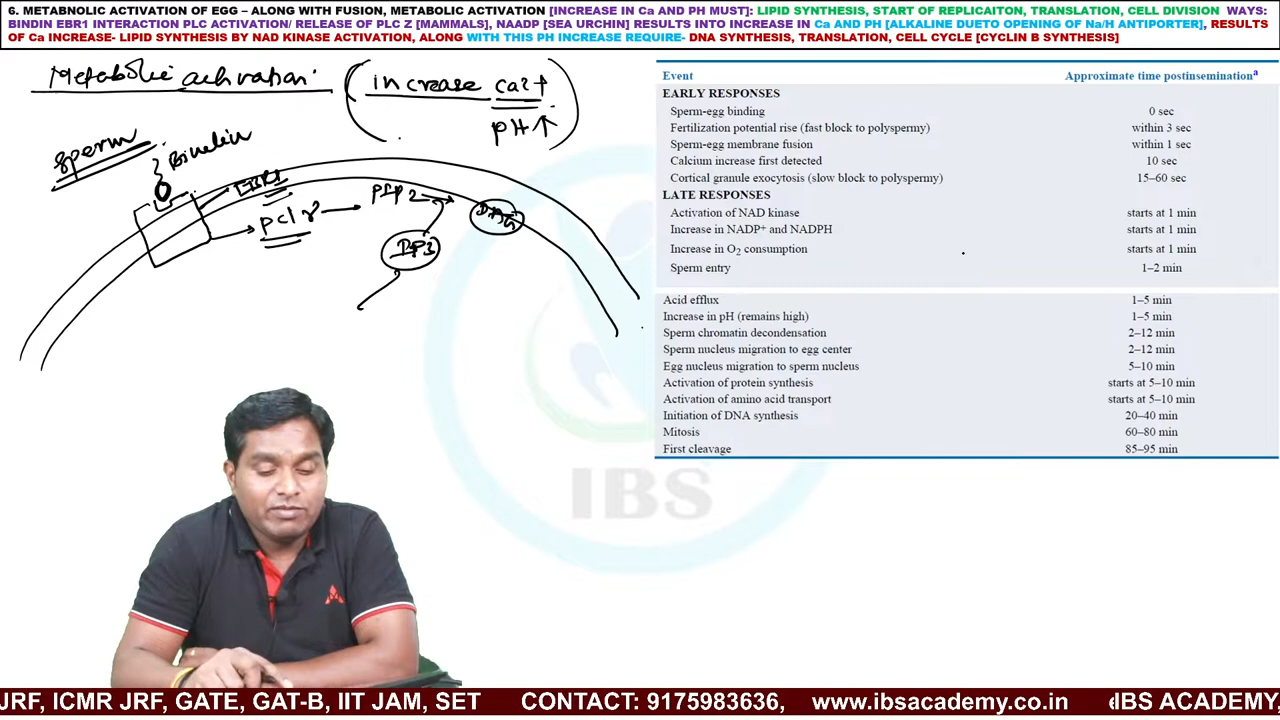 6. METABNOLIC ACTIVATION OF EGG – ALONG WITH FUSION, METABOLIC ACTIVATION [INCREASE IN Ca AND PH MUST]: LIPID SYNTHESIS, START OF REPLICAITON, TRANSLATION, CELL DIVISION WAYS:
BINDIN EBR1 INTERACTION PLC ACTIVATION/ RELEASE OF PLC Z [MAMMALS], NAADP [SEA URCHIN] RESULTS INTO INCREASE IN Ca AND PH [ALKALINE DUETO OPENING OF Na/H ANTIPORTER], RESULTS
OF Ca INCREASE- LIPID SYNTHESIS BY NAD KINASE ACTIVATION, ALONG WITH THIS PH INCREASE REQUIRE- DNA SYNTHESIS, TRANSLATION, CELL CYCLE [CYCLIN B SYNTHESIS]
Metabolic activation
increase Ca2+
pH ↑
Sperm
Bindin
EBR1
PLC γ → PIP2 →
IP3
DAG
Event Approximate time postinseminationa
EARLY RESPONSES
Sperm-egg binding 0 sec
Fertilization potential rise (fast block to polyspermy) within 3 sec
Sperm-egg membrane fusion within 1 sec
Calcium increase first detected 10 sec
Cortical granule exocytosis (slow block to polyspermy) 15–60 sec
LATE RESPONSES
Activation of NAD kinase starts at 1 min
Increase in NADP+ and NADPH starts at 1 min
Increase in O2 consumption starts at 1 min
Sperm entry 1–2 min
Acid efflux 1–5 min
Increase in pH (remains high) 1–5 min
Sperm chromatin decondensation 2–12 min
Sperm nucleus migration to egg center 2–12 min
Egg nucleus migration to sperm nucleus 5–10 min
Activation of protein synthesis starts at 5–10 min
Activation of amino acid transport starts at 5–10 min
Initiation of DNA synthesis 20–40 min
Mitosis 60–80 min
First cleavage 85–95 min
IBS
JRF, ICMR JRF, GATE, GAT-B, IIT JAM, SET CONTACT: 9175983636, www.ibsacademy.co.in IBS ACADEMY,